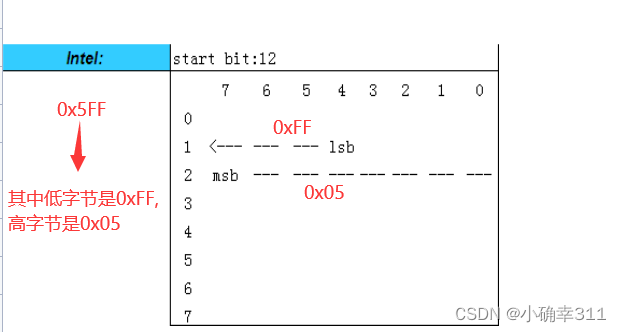 Intel:
start bit:12
7 6 5 4 3 2 1 0
0x5FF
0
0xFF
1 <--- --- --- lsb
2 msb --- --- --- --- --- --- ---
其中低字节是0xFF,
0x05
3
高字节是0x05
4
5
6
7
CSDN @小确幸311